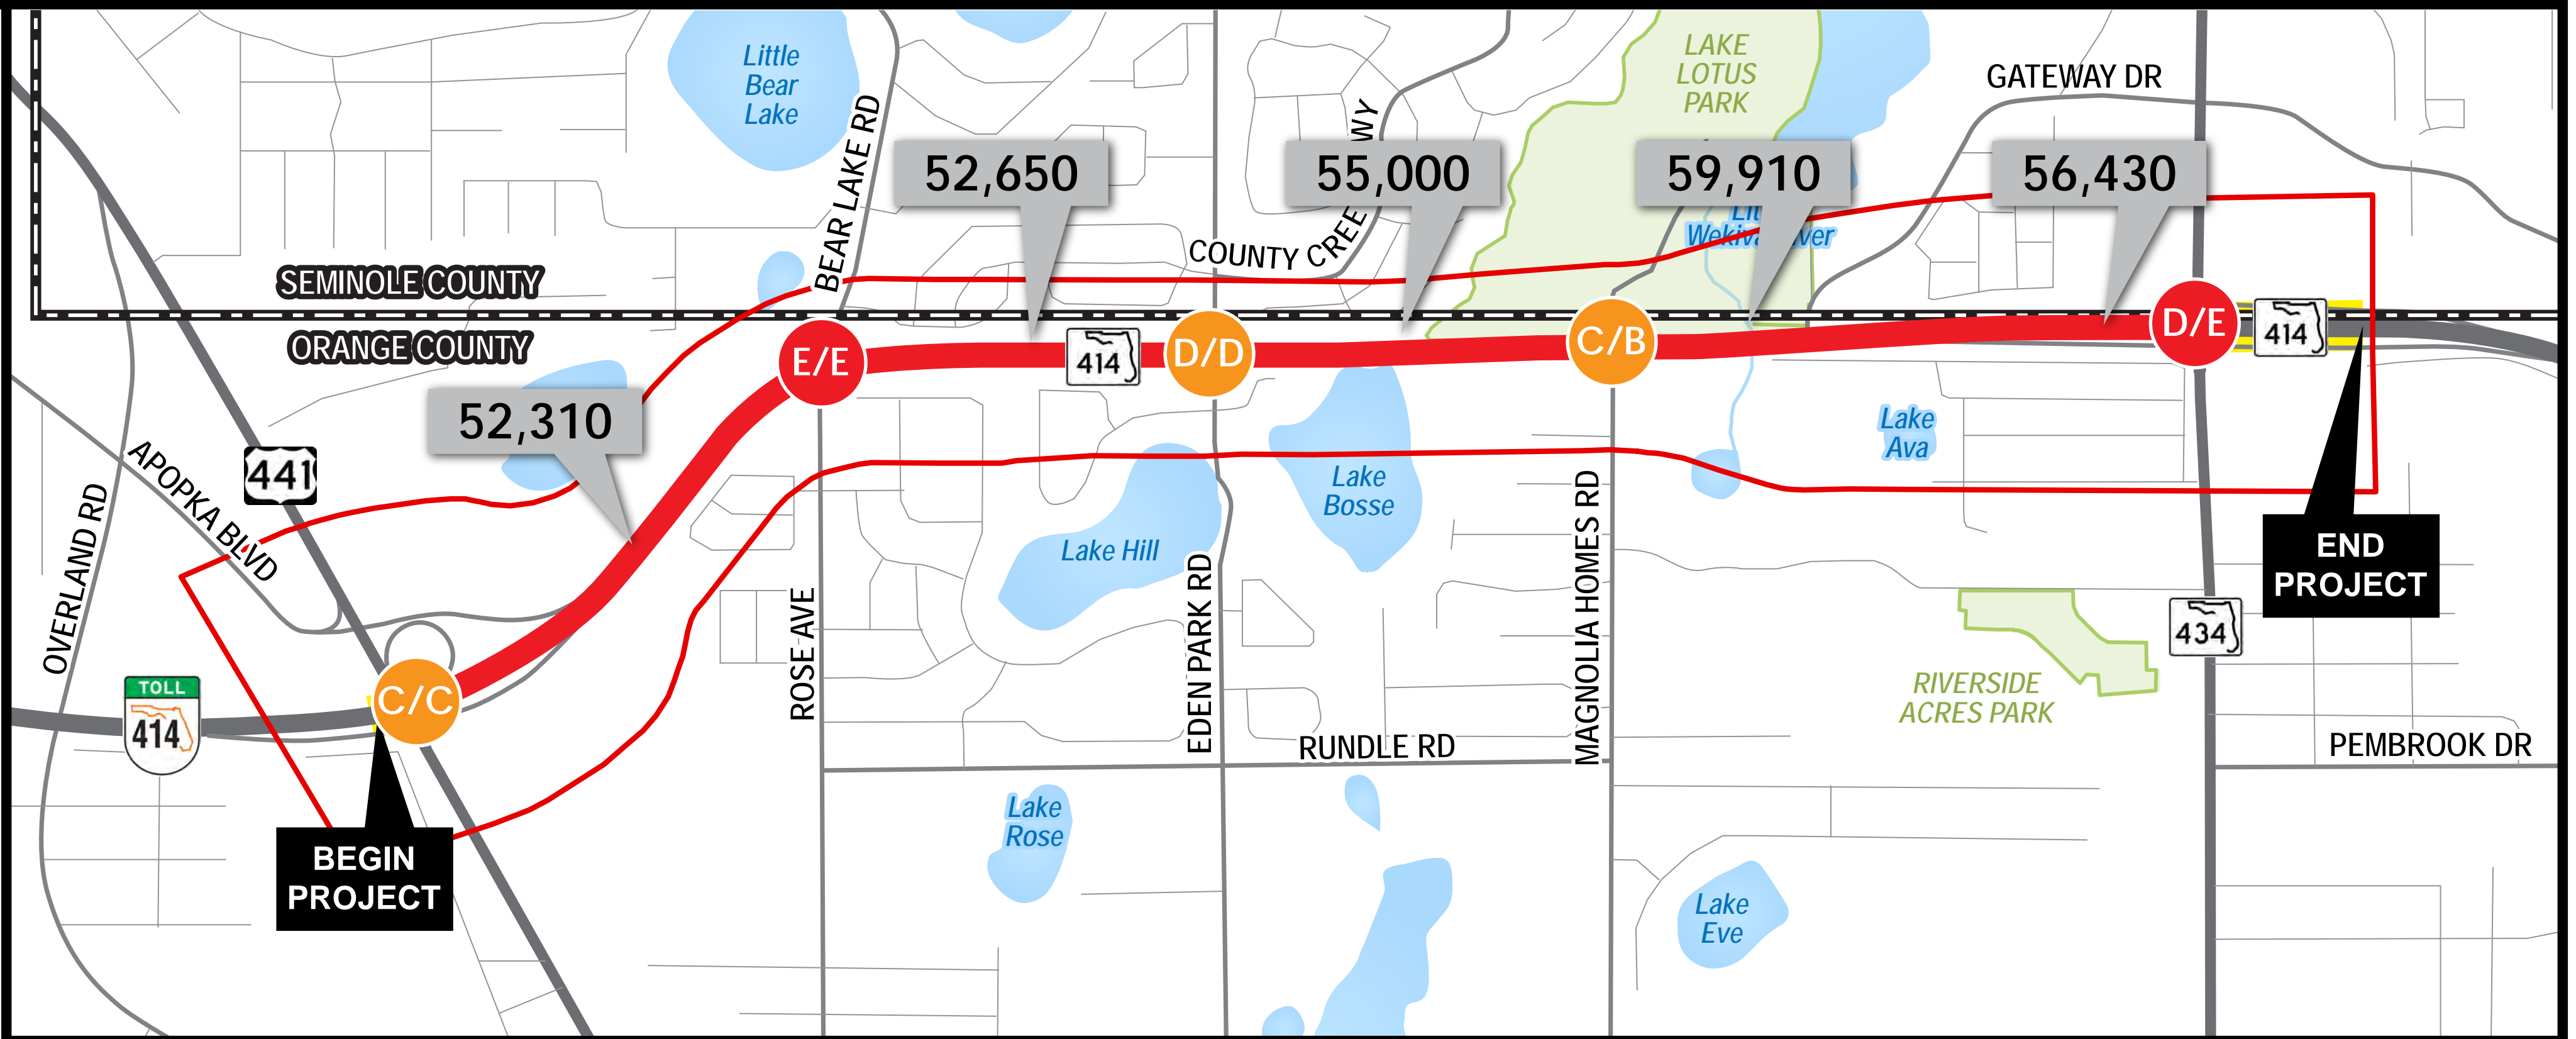 Little
Bear
Lake
BEAR LAKE RD
LAKE
LOTUS
PARK
GATEWAY DR
52,650
55,000
59,910
56,430
COUNTY
SEMINOLE COUNTY
ORANGE COUNTY
E/E
414
D/D
C/B
D/E
414
52,310
441
APOPKA BLVD
OVERLAND RD
Lake
Ava
Lake
Bosse
Lake Hill
END
PROJECT
ROSE AVE
EDEN PARK RD
MAGNOLIA HOMES RD
434
C/C
TOLL
414
RIVERSIDE
ACRES PARK
RUNDLE RD
PEMBROOK DR
Lake
Rose
BEGIN
PROJECT
Lake
Eve